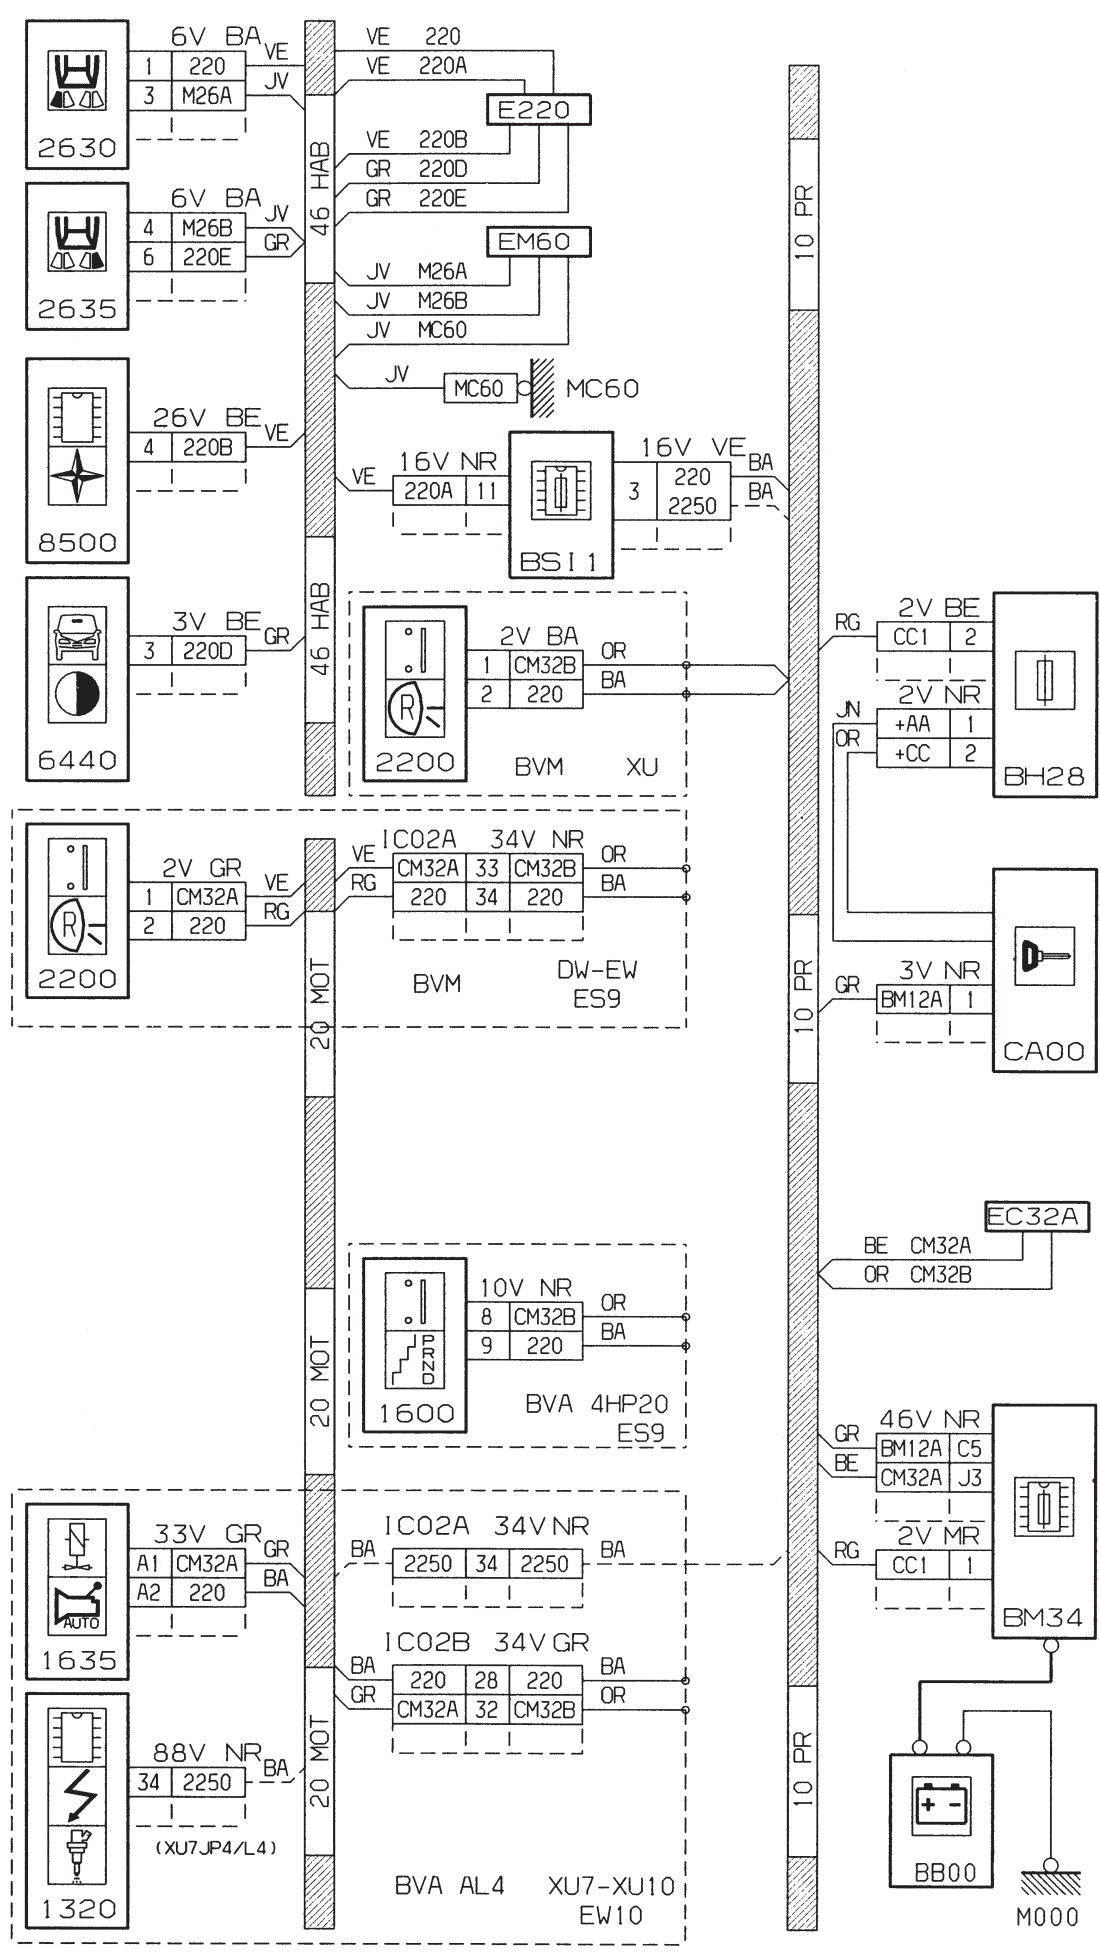 6V BA
VE
1 220
JV
3 M26A
2630
6V BA
JV
4 M26B
GR
6 220E
2635
26V BE
VE
4 220B
8500
3V BE
GR
3 220D
6440
46 HAB
46 HAB
VE 220
VE 220A
E220
VE 220B
GR 220D
GR 220E
EM60
JV M26A
JV M26B
JV MC60
JV
MC60
MC60
16V NR
VE
220A 11
BSI1
16V VE
BA
3 220
BA
2250
2V BA
OR
1 CM32B
BA
2 220
R
2200
BVM XU
2V GR
VE
1 CM32A
RG
2 220
R
2200
IC02A 34V NR
VE
CM32A 33 CM32B
OR
RG
220 34 220
BA
BVM
DW-EW
ES9
20 MOT
20 MOT
20 MOT
10V NR
OR
8 CM32B
BA
9 220
P
R
N
D
1600
BVA 4HP20
ES9
33V GR
GR
A1 CM32A
BA
A2 220
AUTO
1635
IC02A 34V NR
BA
2250 34 2250
BA
IC02B 34V GR
BA
220 28 220
BA
GR
CM32A 32 CM32B
OR
88V NR
BA
34 2250
(XU7JP4/L4)
1320
BVA AL4
XU7-XU10
EW10
10 PR
10 PR
10 PR
2V BE
RG
CC1 2
2V NR
JN
+AA 1
OR
+CC 2
BH28
3V NR
GR
BM12A 1
CA00
EC32A
BE CM32A
OR CM32B
46V NR
GR
BM12A C5
BE
CM32A J3
2V MR
RG
CC1 1
BM34
+ -
BB00
M000